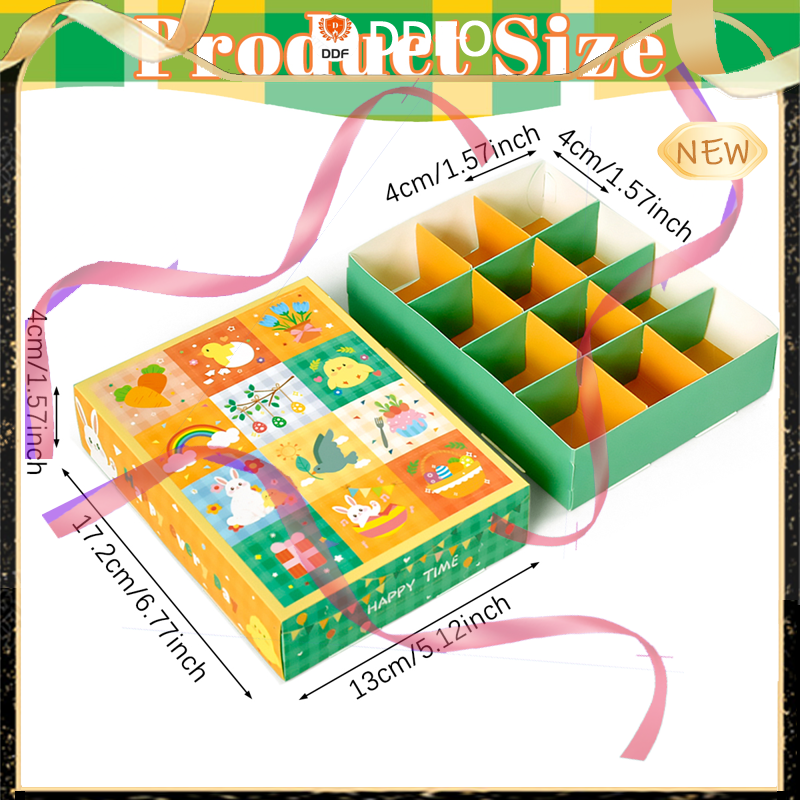 Product Size
DDF
NEW
4cm/1.57inch
4cm/1.57inch
4cm/1.57inch
17.2cm/6.77inch
13cm/5.12inch
HAPPY TIME